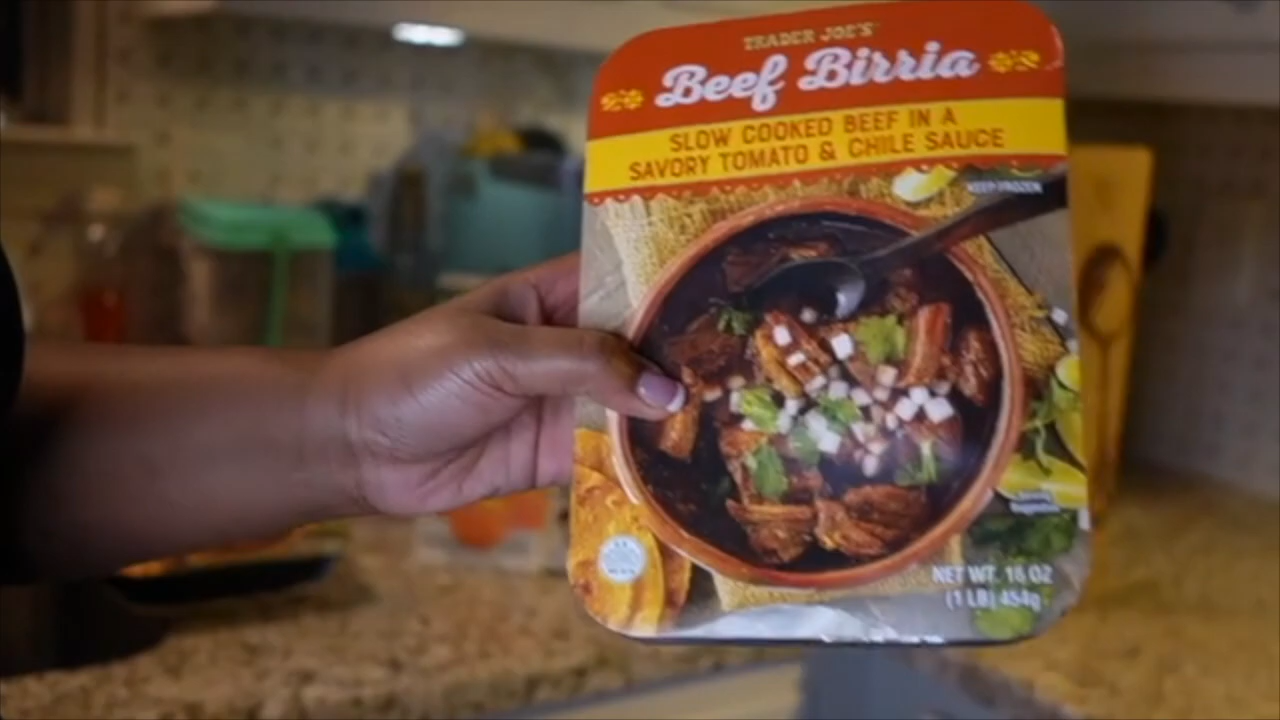 TRADER JOE'S
Beef Birria
SLOW COOKED BEEF IN A
SAVORY TOMATO & CHILE SAUCE
KEEP FROZEN
NET WT. 16 OZ
(1 LB) 454g